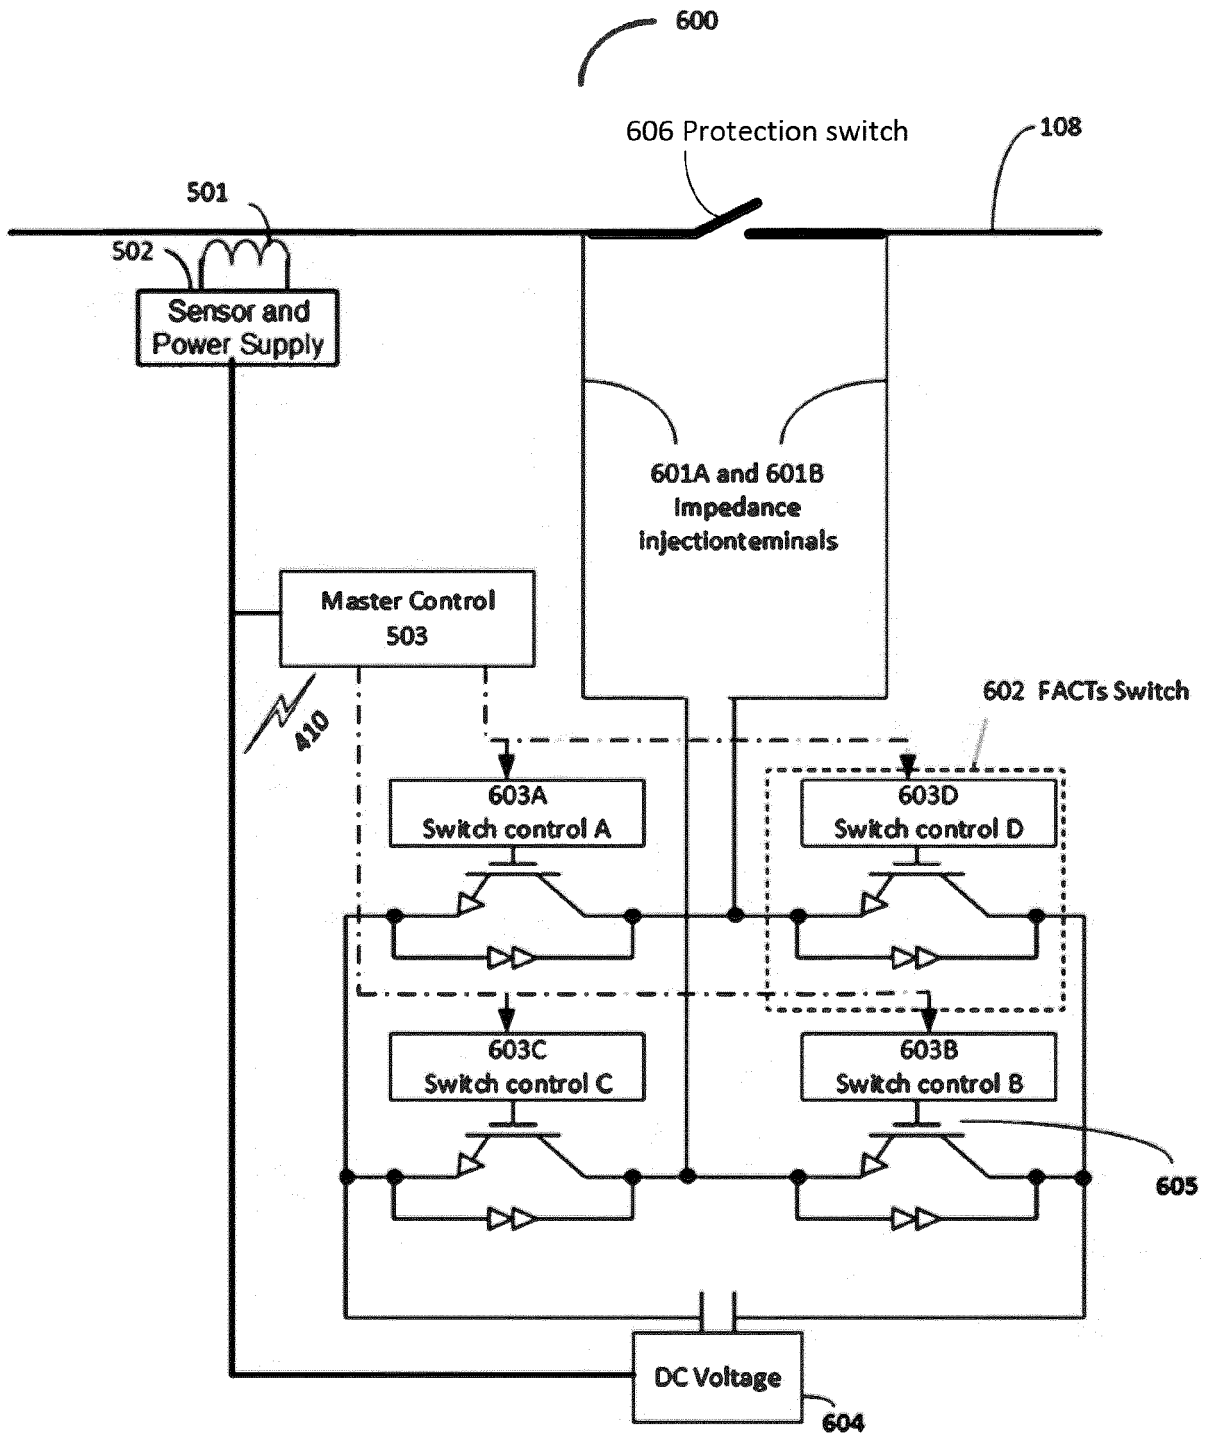 600
606 Protection switch
108
501
502
Sensor and
Power Supply
601A and 601B
Impedance
injectionteminals
Master Control
503
410
602 FACTs Switch
603A
Switch control A
603D
Switch control D
603C
Switch control C
603B
Switch control B
605
DC Voltage
604